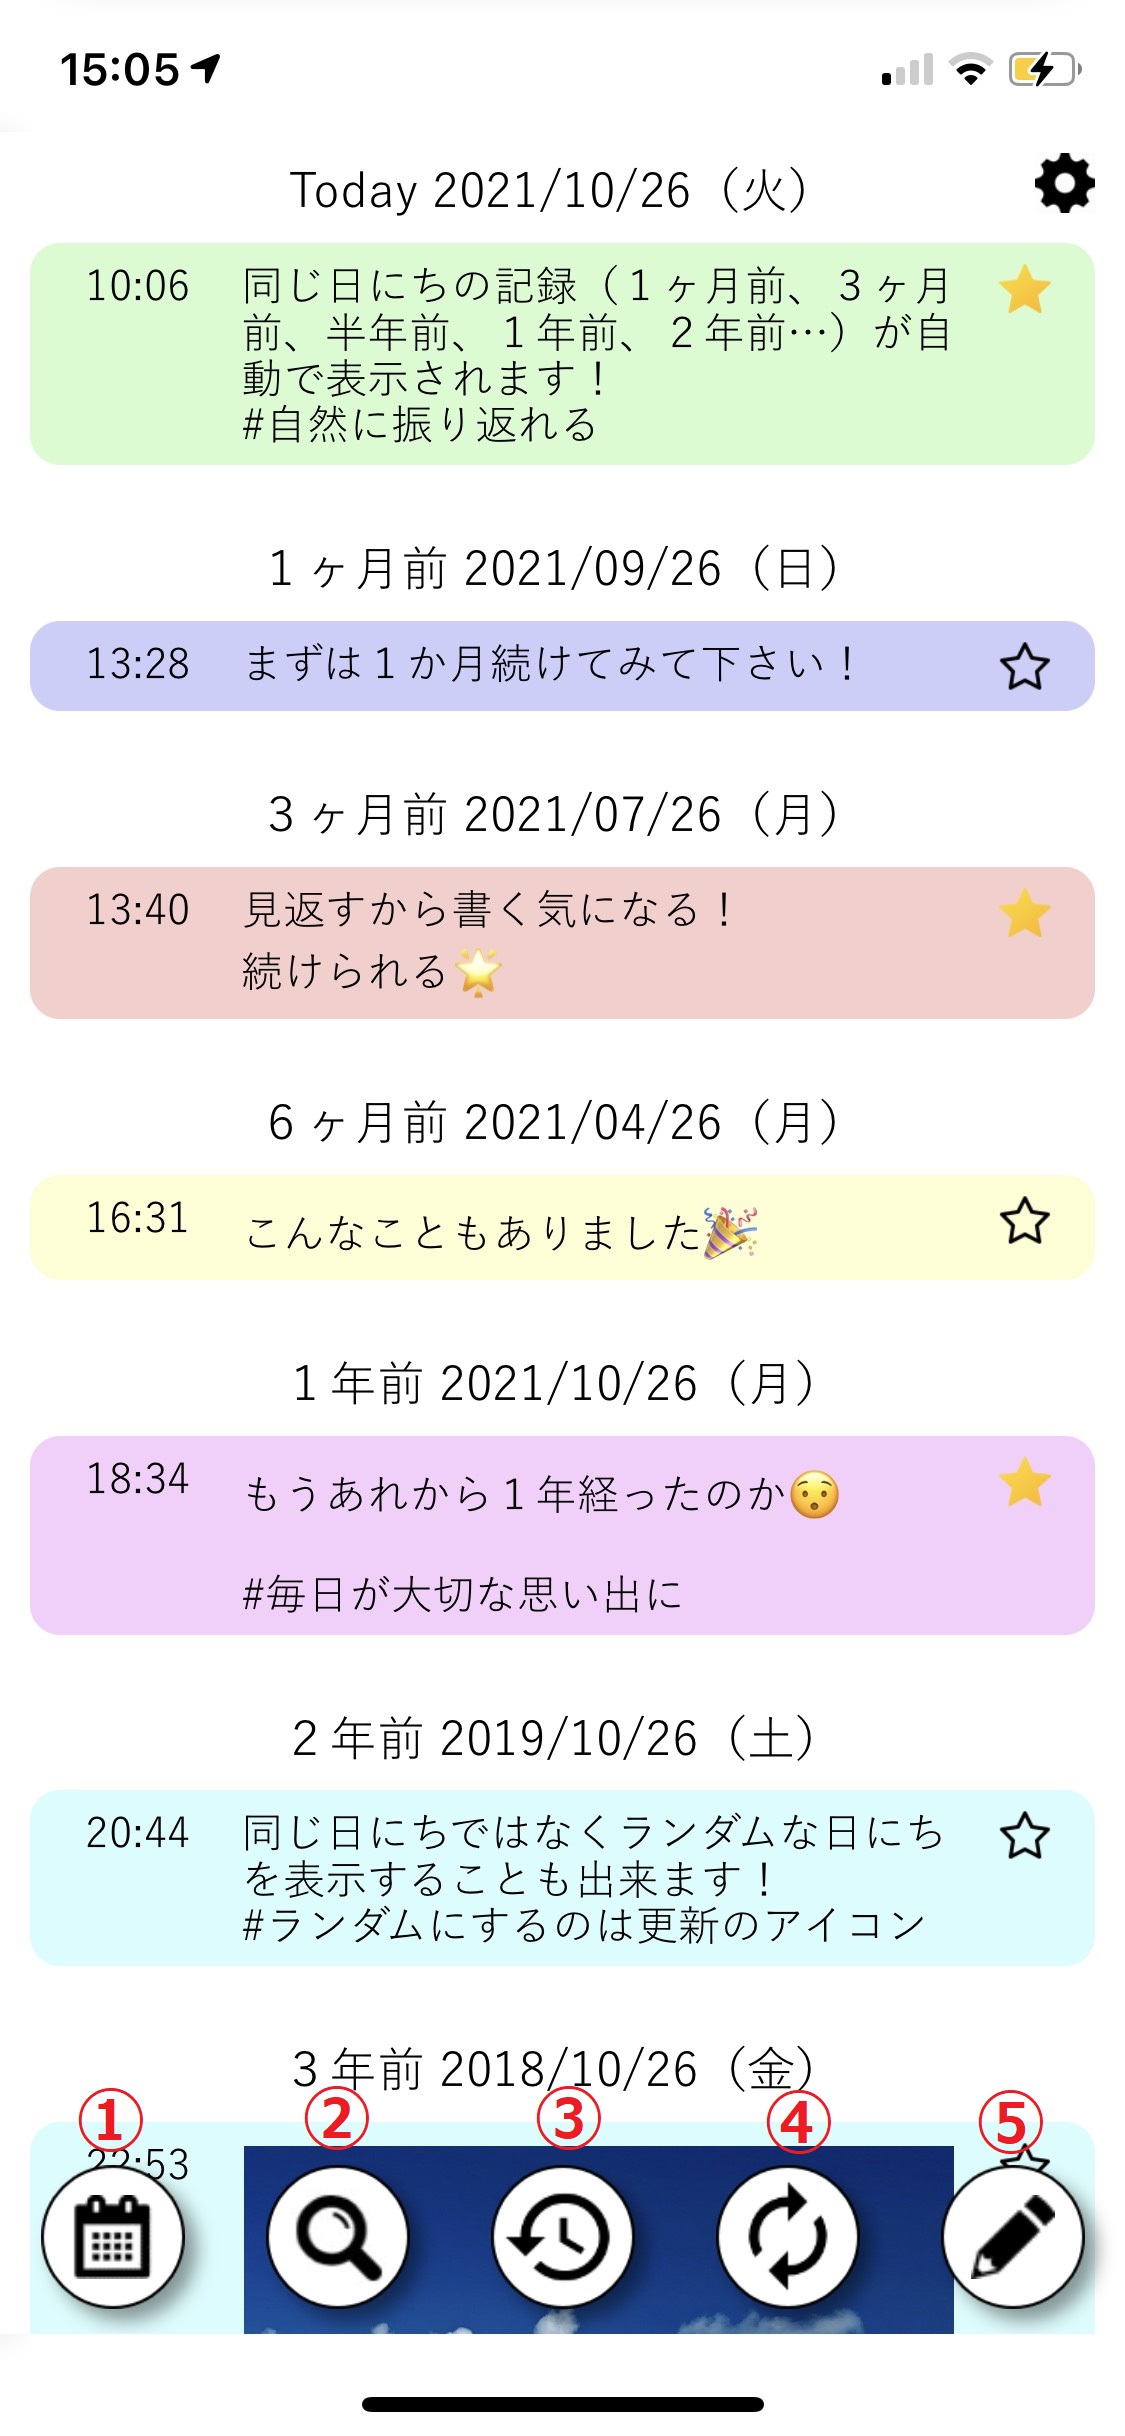 15:05
Today 2021/10/26（火）
10:06 同じ日にちの記録（１ヶ月前、３ヶ月
前、半年前、１年前、２年前…）が自
動で表示されます！
#自然に振り返れる
１ヶ月前 2021/09/26（日）
13:28 まずは１か月続けてみて下さい！
３ヶ月前 2021/07/26（月）
13:40 見返すから書く気になる！
続けられる🌟
６ヶ月前 2021/04/26（月）
16:31 こんなこともありました🎉
１年前 2021/10/26（月）
18:34 もうあれから１年経ったのか😯
#毎日が大切な思い出に
２年前 2019/10/26（土）
20:44 同じ日にちではなくランダムな日にち
を表示することも出来ます！
#ランダムにするのは更新のアイコン
３年前 2018/10/26（金）
① ② ③ ④ ⑤
22:53